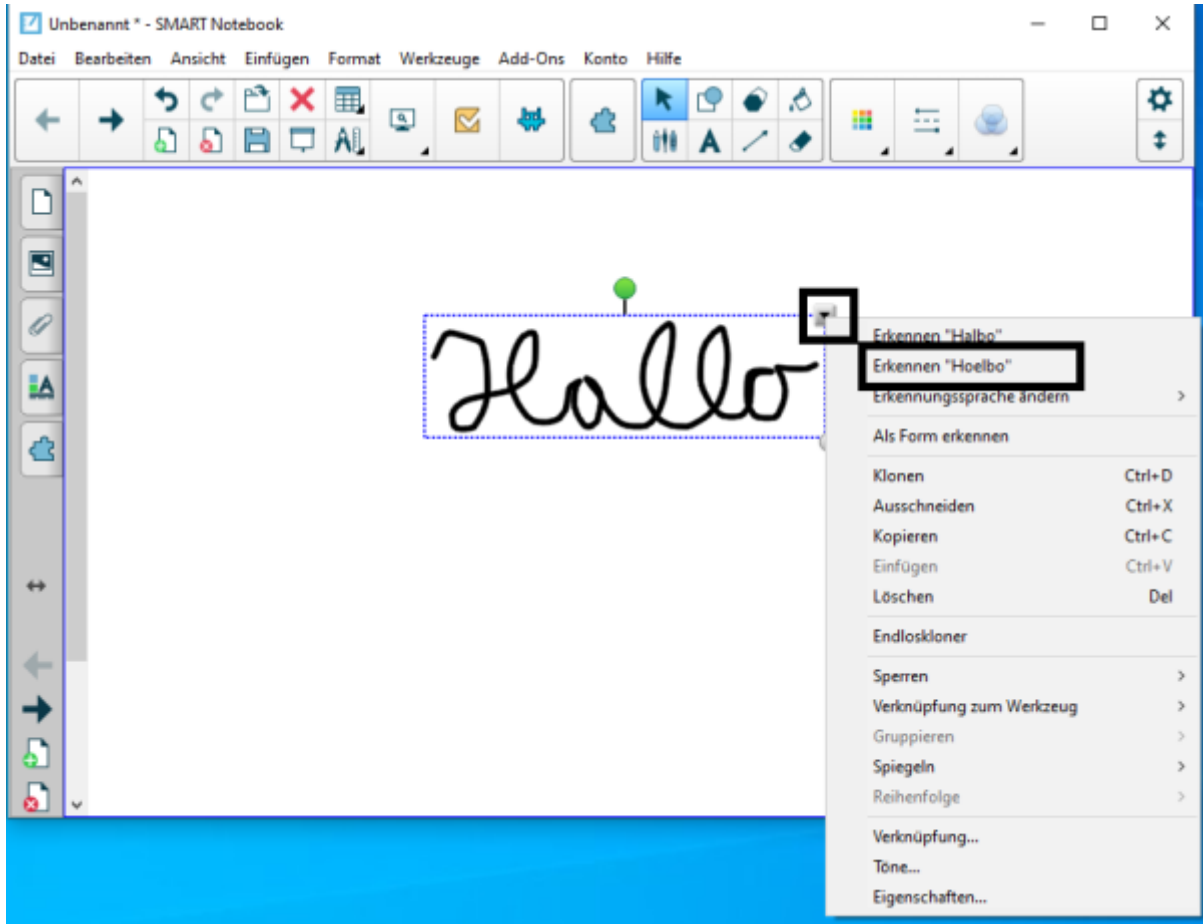 Unbenannt * - SMART Notebook
Datei Bearbeiten Ansicht Einfügen Format Werkzeuge Add-Ons Konto Hilfe
Hallo
Erkennen "Halbo"
Erkennen "Hoelbo"
Erkennungssprache ändern
Als Form erkennen
Klonen Ctrl+D
Ausschneiden Ctrl+X
Kopieren Ctrl+C
Einfügen Ctrl+V
Löschen Del
Endloskloner
Sperren
Verknüpfung zum Werkzeug
Gruppieren
Spiegeln
Reihenfolge
Verknüpfung...
Töne...
Eigenschaften...